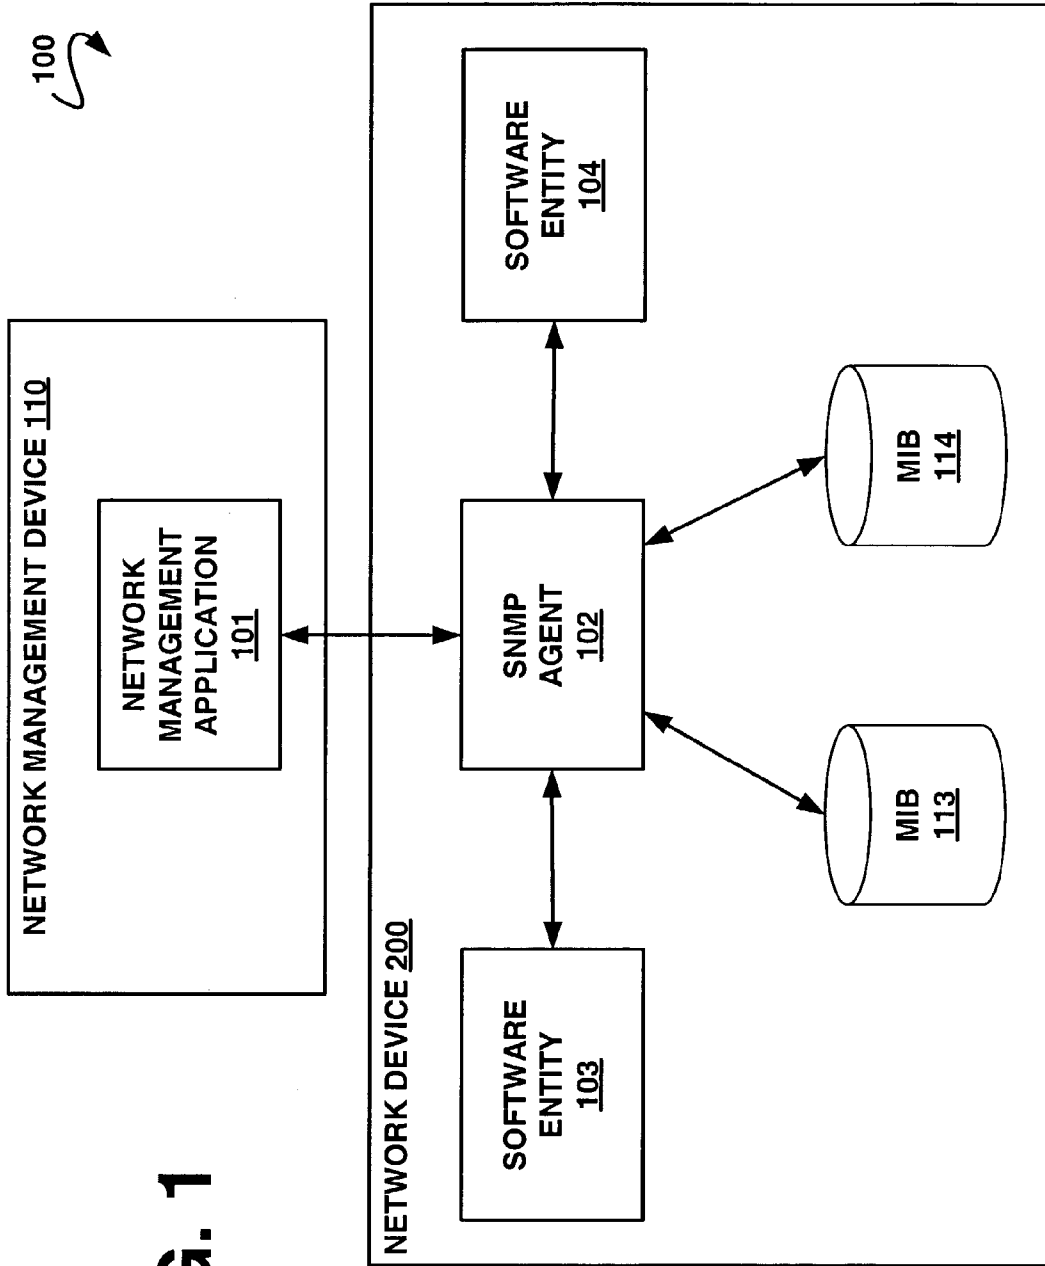 100
NETWORK MANAGEMENT DEVICE 110
NETWORK
MANAGEMENT
APPLICATION
101
NETWORK DEVICE 200
SOFTWARE
ENTITY
103
SNMP
AGENT
102
SOFTWARE
ENTITY
104
MIB
113
MIB
114
G. 1